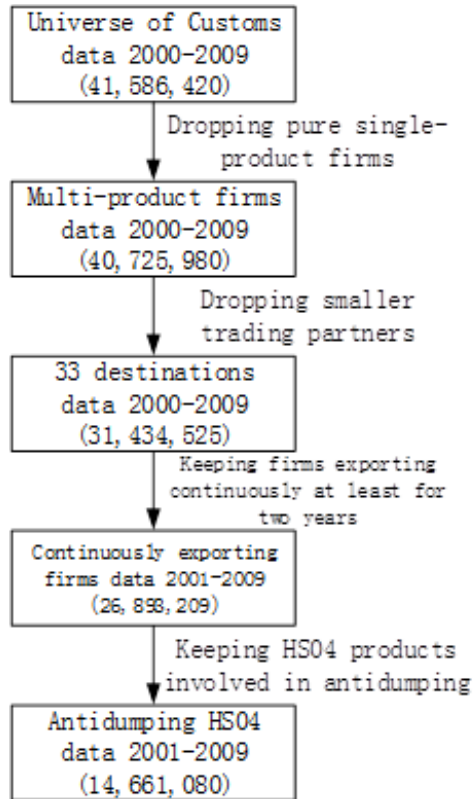 Universe of Customs
data 2000-2009
(41, 586, 420)
Dropping pure single-
product firms
Multi-product firms
data 2000-2009
(40, 725, 980)
Dropping smaller
trading partners
33 destinations
data 2000-2009
(31, 434, 525)
Keeping firms exporting
continuously at least for
two years
Continuously exporting
firms data 2001-2009
(26, 893, 209)
Keeping HS04 products
involved in antidumping
Antidumping HS04
data 2001-2009
(14, 661, 080)